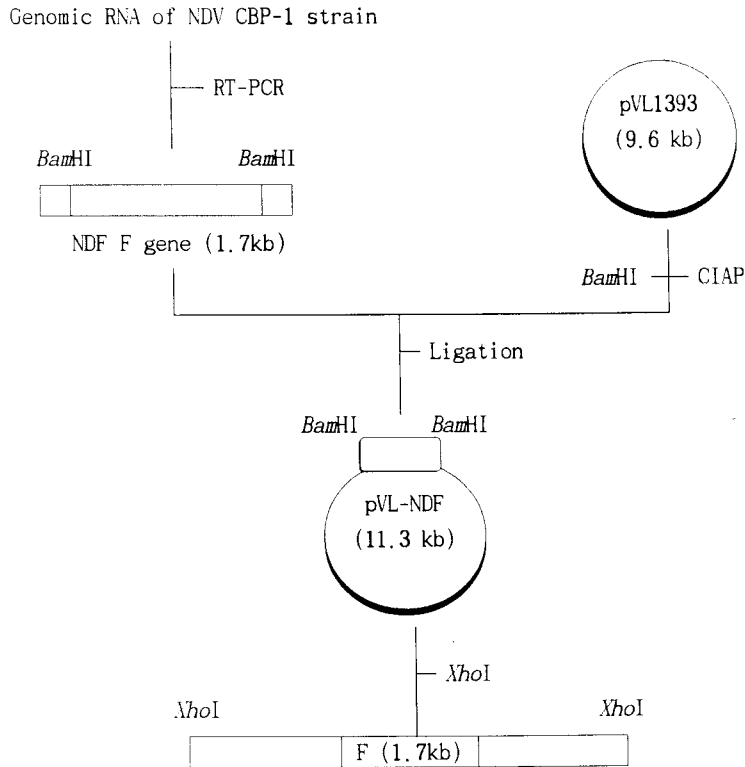 Genomic RNA of NDV CBP-1 strain
RT-PCR
pVL1393
(9.6 kb)
BamHI BamHI
NDF F gene (1.7kb)
BamHI CIAP
Ligation
BamHI BamHI
pVL-NDF
(11.3 kb)
XhoI
XhoI XhoI
F (1.7kb)